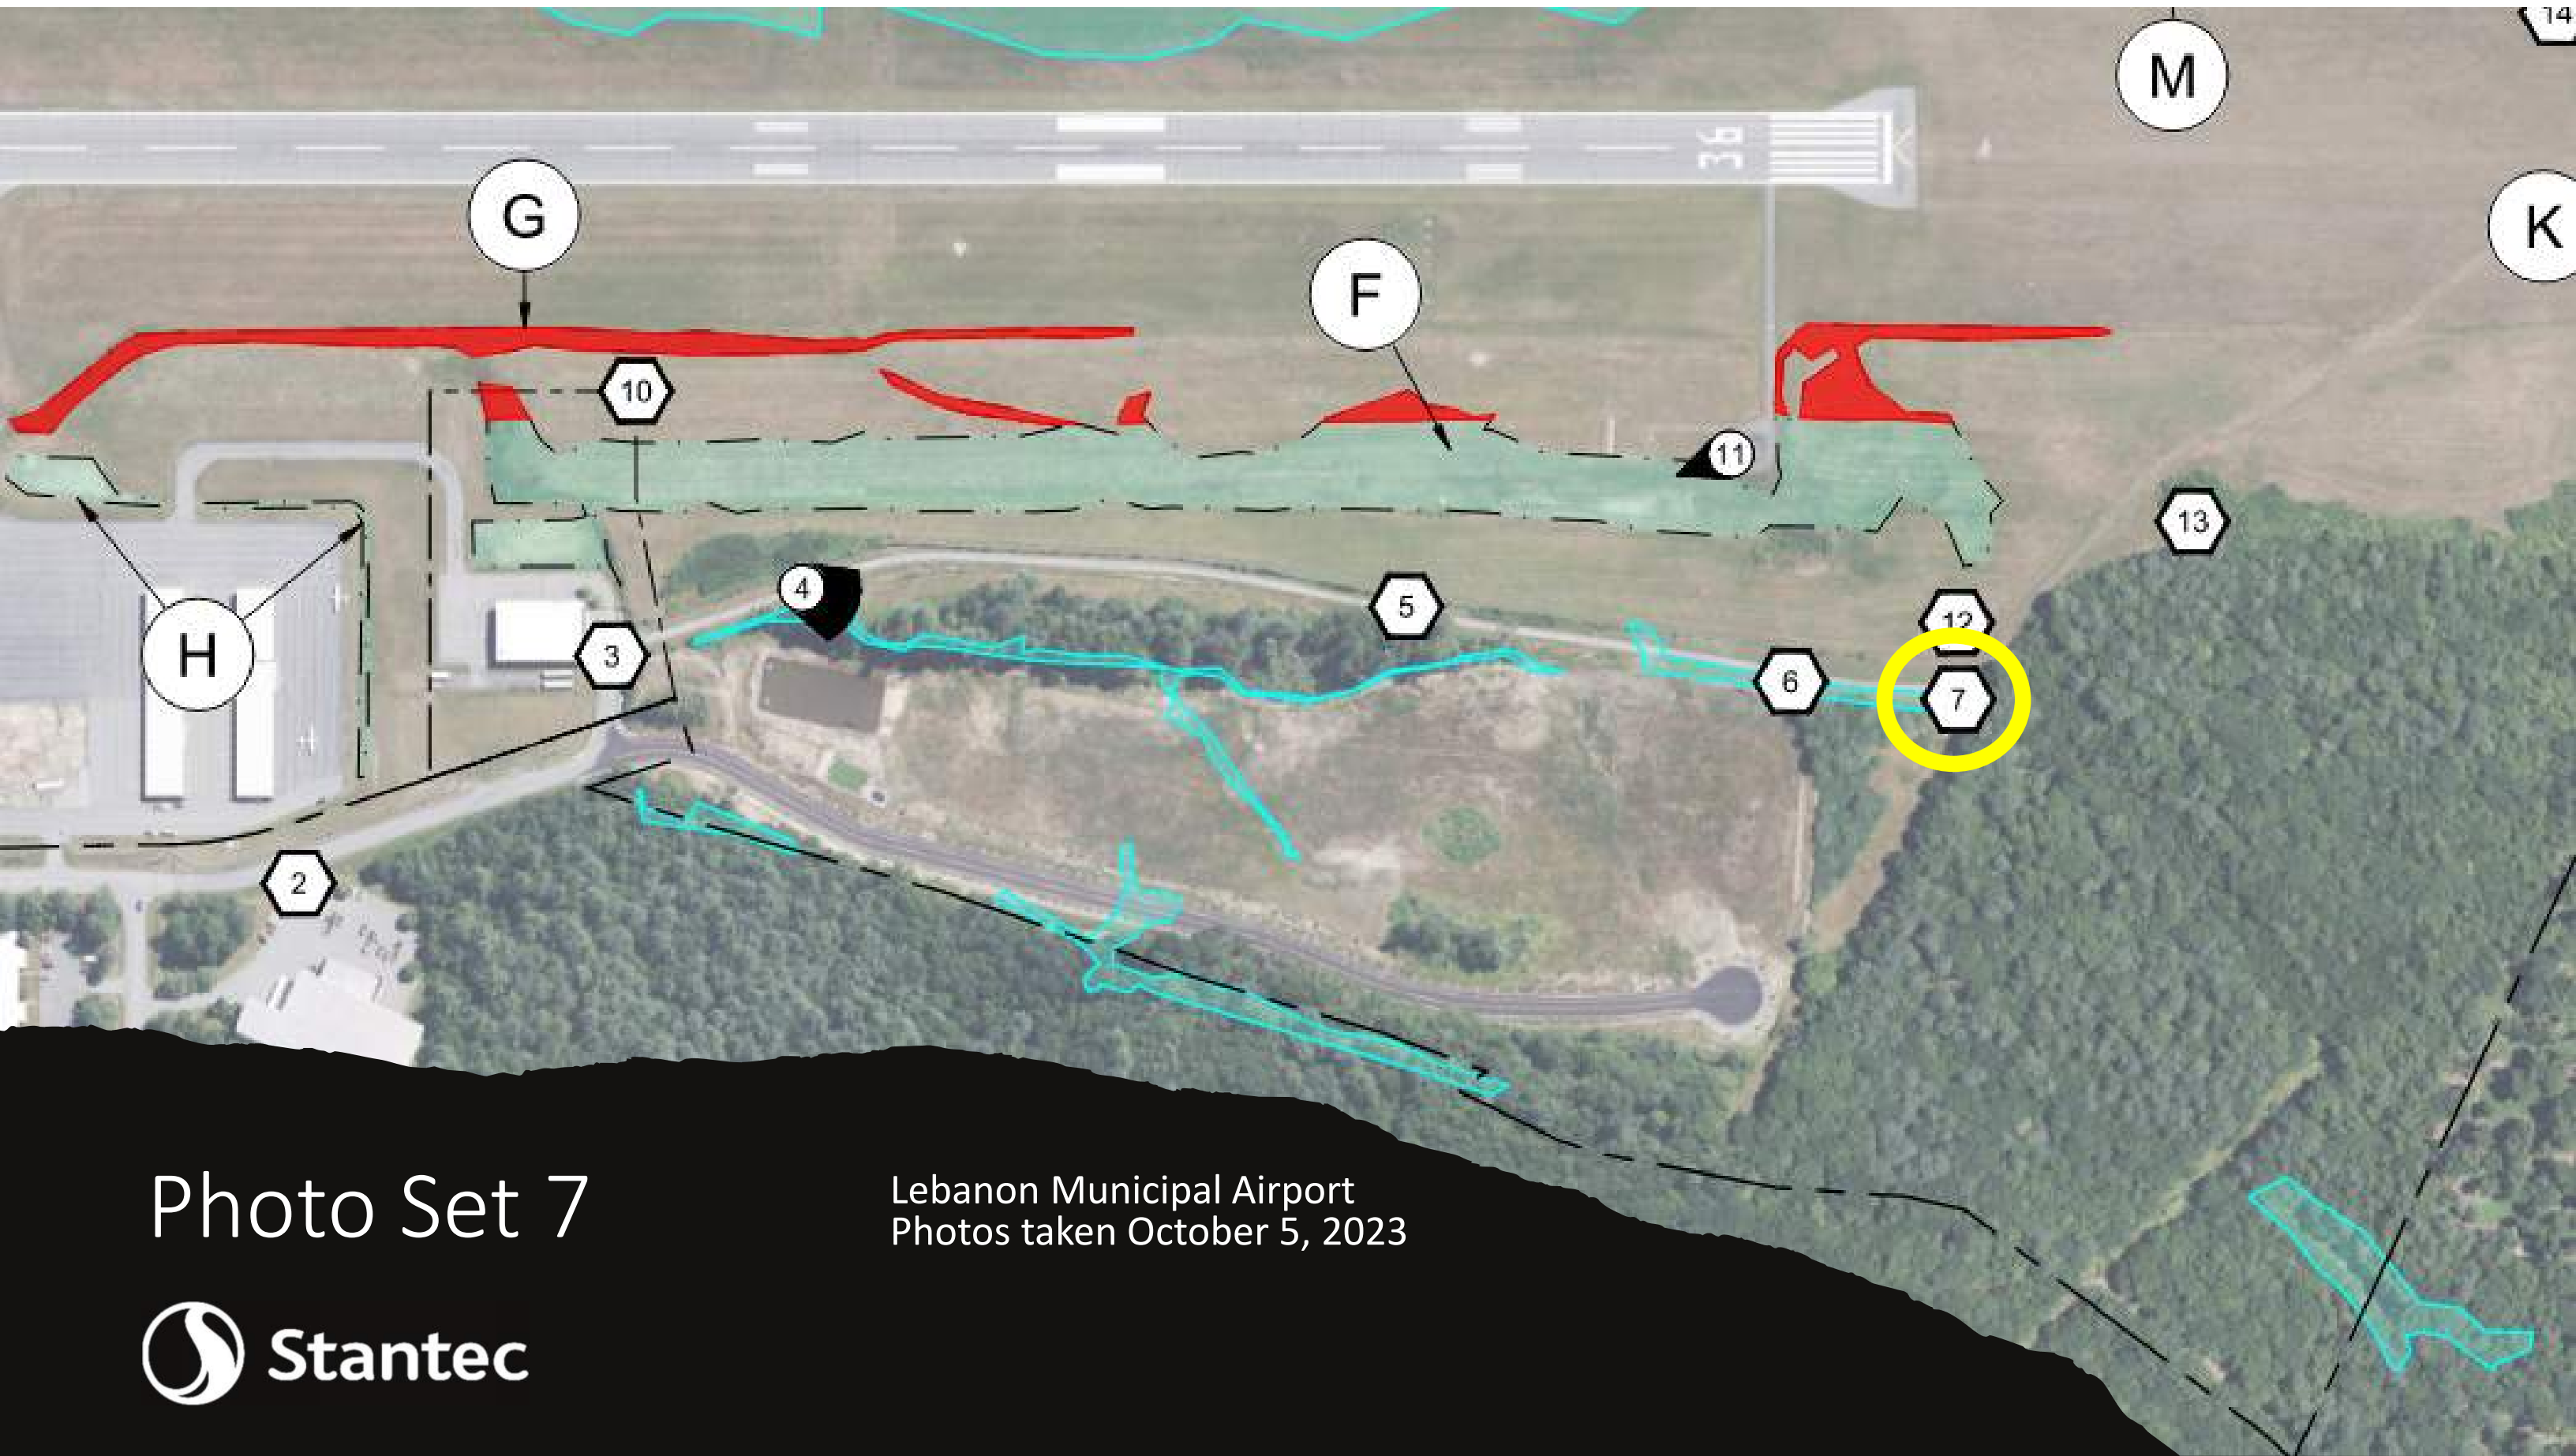 14
M
36
K
G
F
10
11
13
4
5
12
3
H
6
7
2
Photo Set 7
Lebanon Municipal Airport
Photos taken October 5, 2023
Stantec